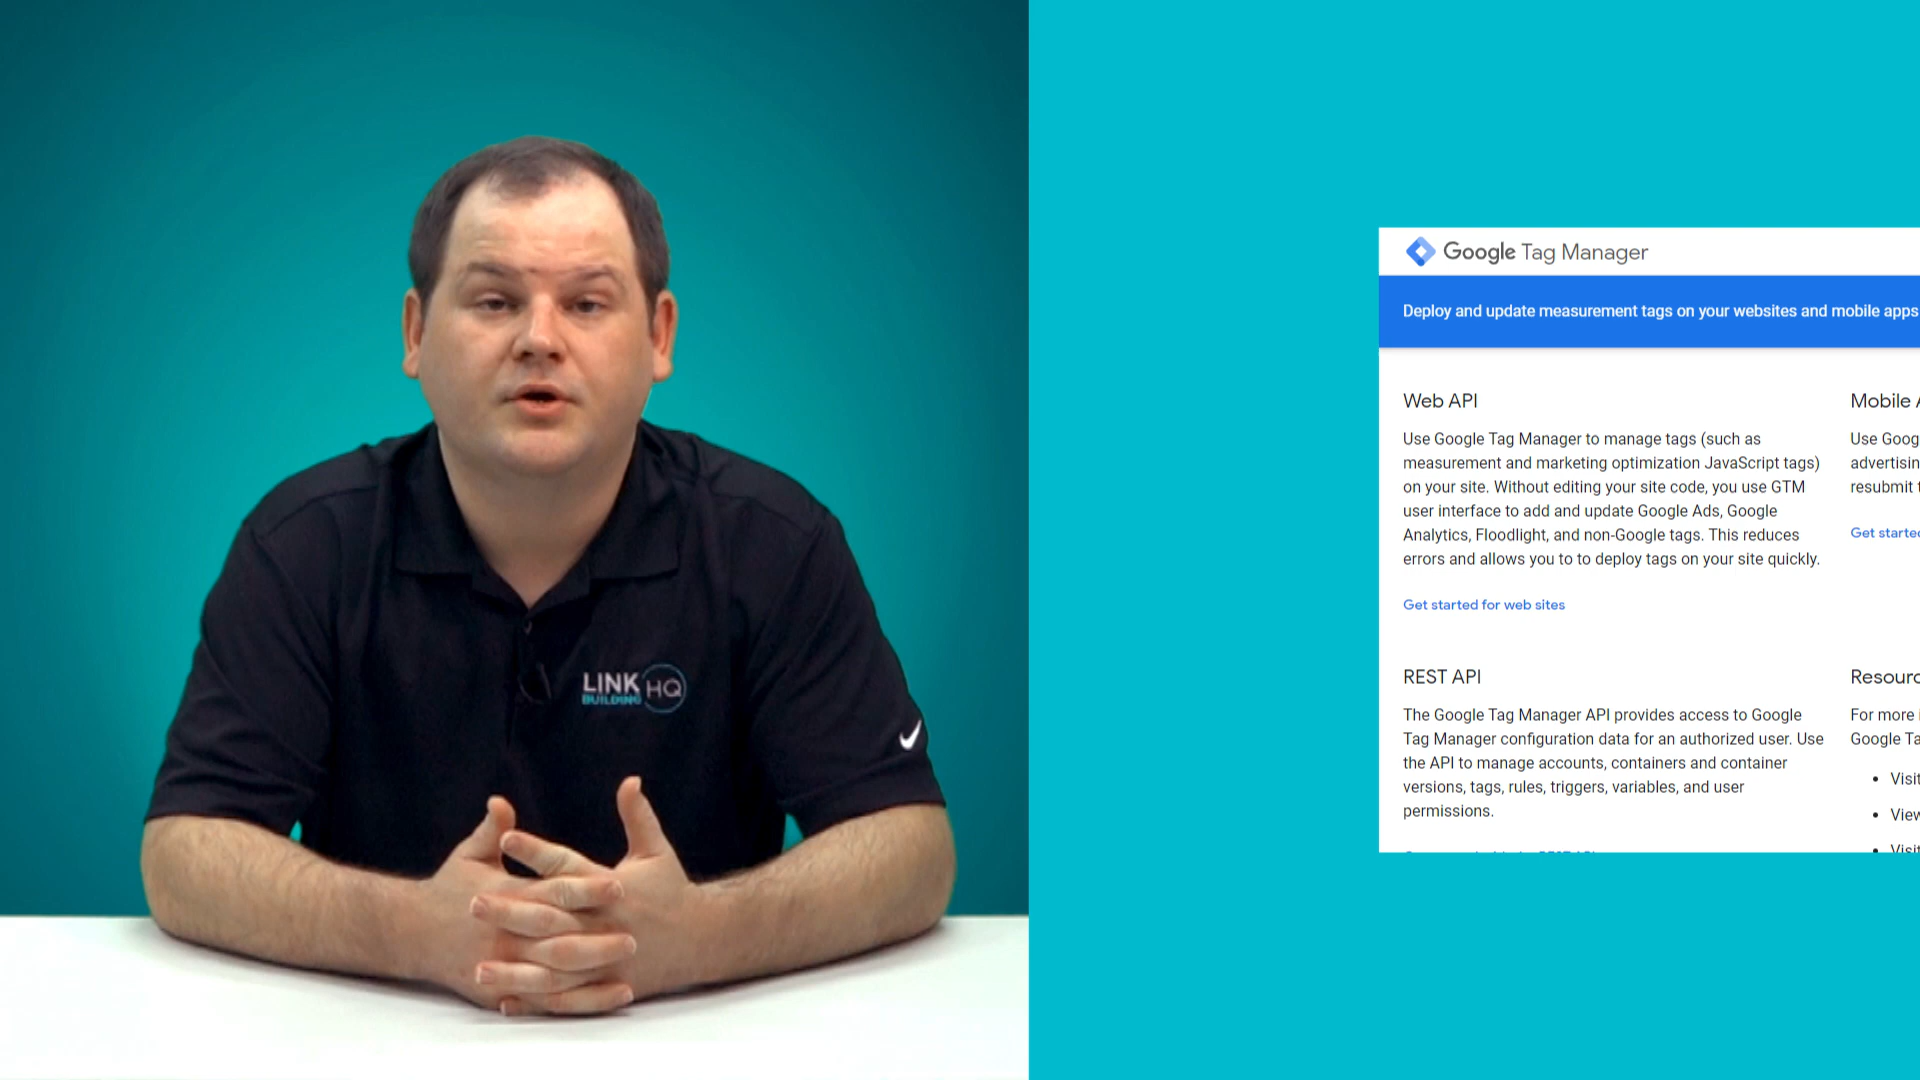 LINK
BUILDING
HQ
Google Tag Manager
Deploy and update measurement tags on your websites and mobile apps
Web API
Use Google Tag Manager to manage tags (such as
measurement and marketing optimization JavaScript tags)
on your site. Without editing your site code, you use GTM
user interface to add and update Google Ads, Google
Analytics, Floodlight, and non-Google tags. This reduces
errors and allows you to to deploy tags on your site quickly.
Get started for web sites
REST API
The Google Tag Manager API provides access to Google
Tag Manager configuration data for an authorized user. Use
the API to manage accounts, containers and container
versions, tags, rules, triggers, variables, and user
permissions.
Mobile
Use
resubmit
Get
For more
Google